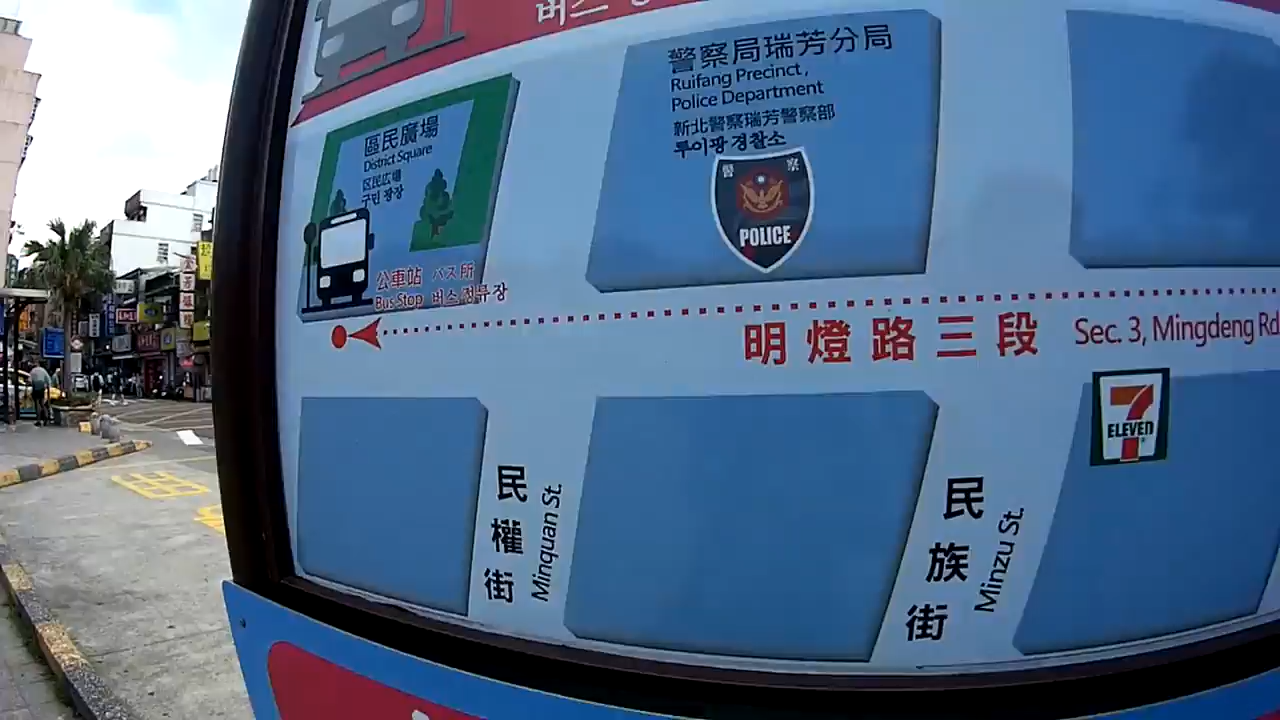 버스
警察局瑞芳分局
Ruifang Precinct,
Police Department
新北警察瑞芳警察部
루이팡 경찰소
警察
POLICE
區民廣場
District Square
区民広場
구민 광장
公車站 バス所
Bus Stop 버스 정류장
明燈路三段 Sec. 3, Mingdeng Rd
7
ELEVEN
民權街
Minquan St.
民族街
Minzu St.